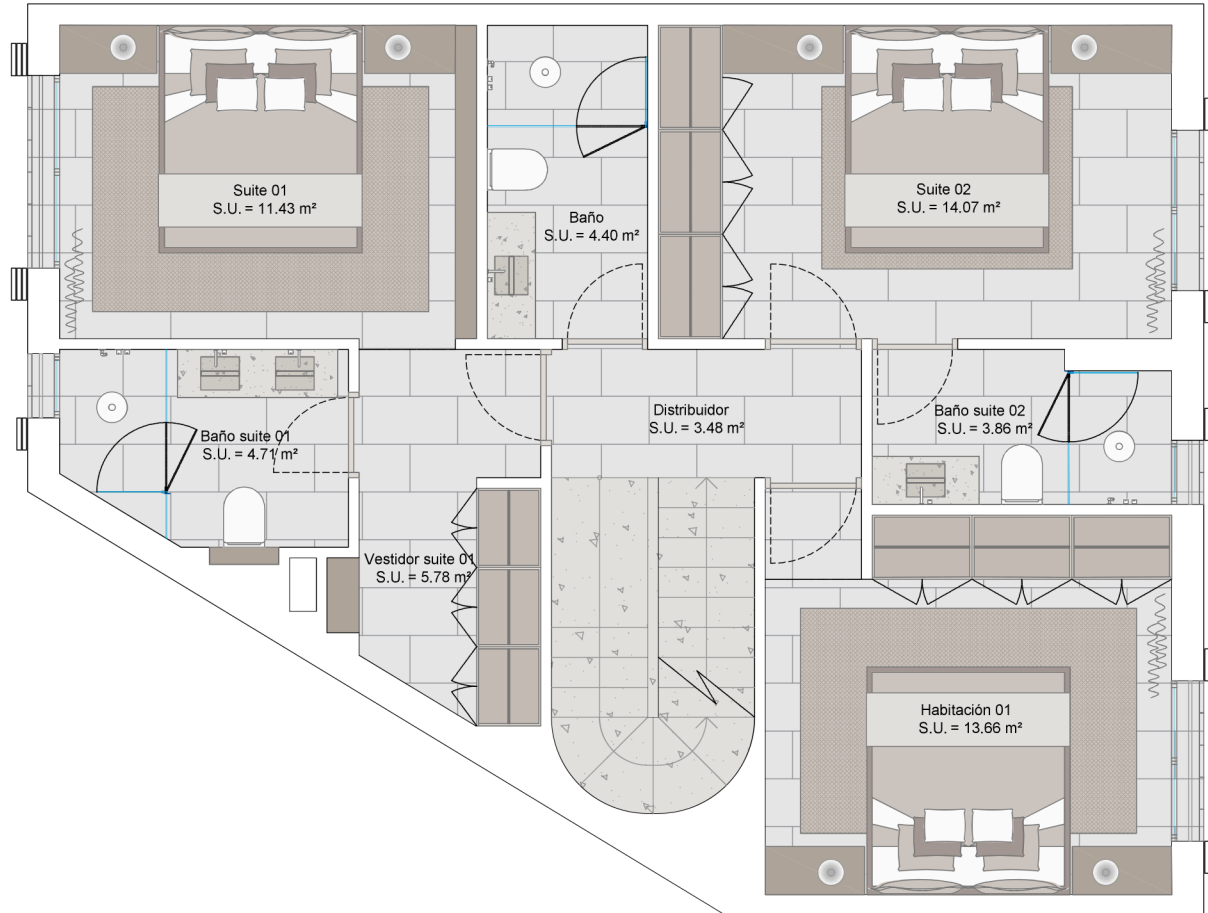 Suite 01
S.U. = 11.43 m²
Baño
S.U. = 4.40 m²
Suite 02
S.U. = 14.07 m²
Baño suite 01
S.U. = 4.71 m²
Distribuidor
S.U. = 3.48 m²
Baño suite 02
S.U. = 3.86 m²
Vestidor suite 01
S.U. = 5.78 m²
Habitación 01
S.U. = 13.66 m²